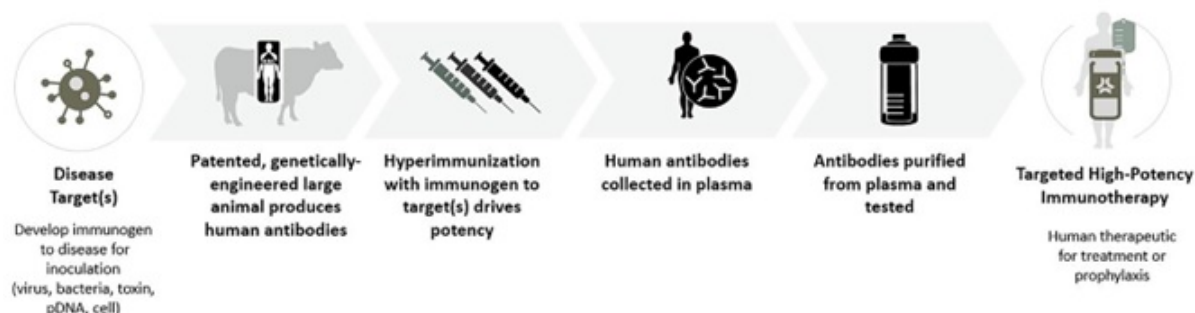 Disease
Target(s)
Develop immunogen
to disease for
inoculation
(virus, bacteria, toxin,
pDNA, cell)
Patented, genetically-
engineered large
animal produces
human antibodies
Hyperimmunization
with immunogen to
target(s) drives
potency
Human antibodies
collected in plasma
Antibodies purified
from plasma and
tested
Targeted High-Potency
Immunotherapy
Human therapeutic
for treatment or
prophylaxis